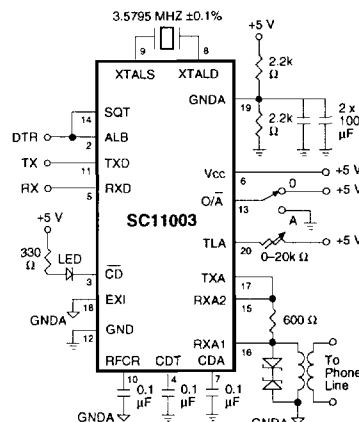 3.5795 MHZ ±0.1%
9
8
XTALS
XTALD
+5 V
2.2k
Ω
SQT
14
GNDA
19
2 x
100
µF
DTR
ALB
2
2.2k
Ω
TX
TXD
11
RX
RXD
5
Vcc
6
+5 V
O/A̅
13
O
+5 V
A
SC11003
+5 V
330
Ω
LED
C̅D̅
3
TLA
20
0–20k Ω
+5 V
TXA
17
EXI
18
GNDA
RXA2
15
600 Ω
GND
12
RXA1
16
RFCR
CDT
CDA
10
4
7
0.1
µF
0.1
µF
0.1
µF
To
Phone
Line
GNDA
GNDA